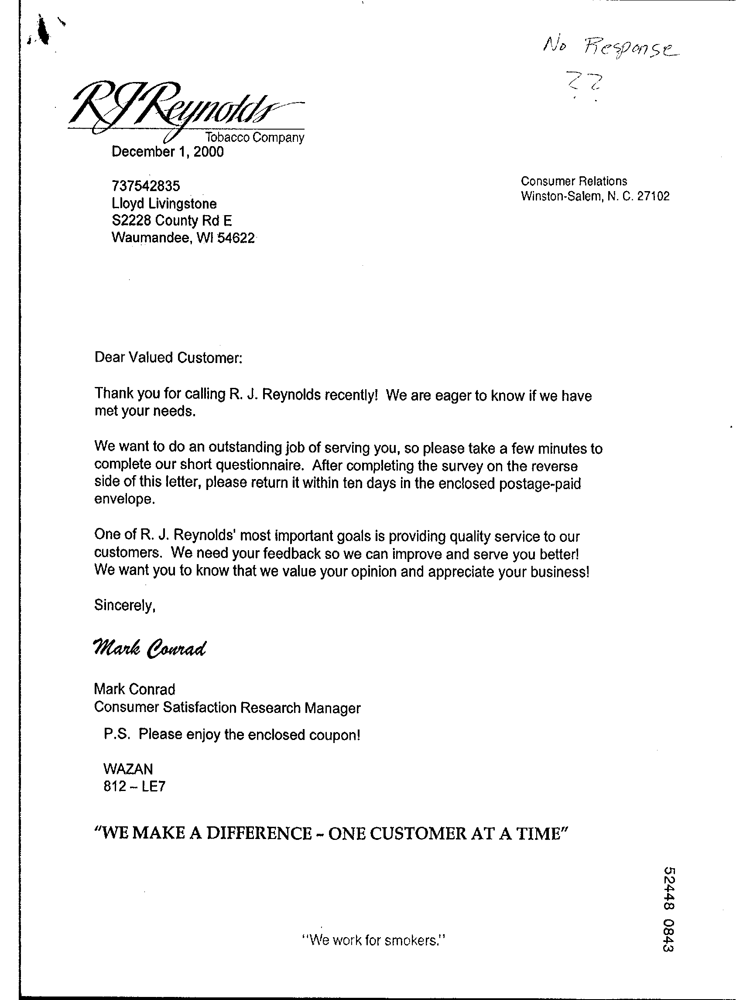 No Response
??
RJReynolds
Tobacco Company
December 1, 2000
Consumer Relations
Winston-Salem, N. C. 27102
737542835
Lloyd Livingstone
S2228 County Rd E
Waumandee, WI 54622
Dear Valued Customer:
Thank you for calling R. J. Reynolds recently! We are eager to know if we have
met your needs.
We want to do an outstanding job of serving you, so please take a few minutes to
complete our short questionnaire. After completing the survey on the reverse
side of this letter, please return it within ten days in the enclosed postage-paid
envelope.
One of R. J. Reynolds' most important goals is providing quality service to our
customers. We need your feedback so we can improve and serve you better!
We want you to know that we value your opinion and appreciate your business!
Sincerely,
Mark Conrad
Mark Conrad
Consumer Satisfaction Research Manager
P.S. Please enjoy the enclosed coupon!
WAZAN
812 – LE7
"WE MAKE A DIFFERENCE – ONE CUSTOMER AT A TIME"
"We work for smokers."
52448 0843